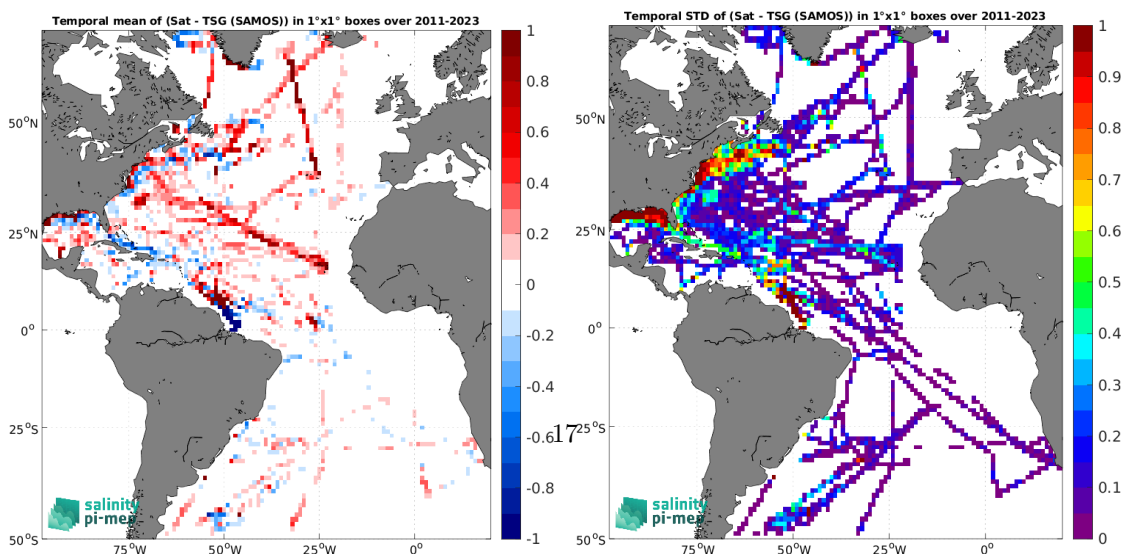 Temporal mean of (Sat - TSG (SAMOS)) in 1°x1° boxes over 2011-2023
50°N
25°N
0°
25°S
50°S
75°W
50°W
25°W
0°
1
0.8
0.6
0.4
0.2
0
-0.2
-0.4
-0.6
-0.8
-1
salinity
pi-mep
17
Temporal STD of (Sat - TSG (SAMOS)) in 1°x1° boxes over 2011-2023
50°N
25°N
0°
25°S
50°S
75°W
50°W
25°W
0°
1
0.9
0.8
0.7
0.6
0.5
0.4
0.3
0.2
0.1
0
salinity
pi-mep